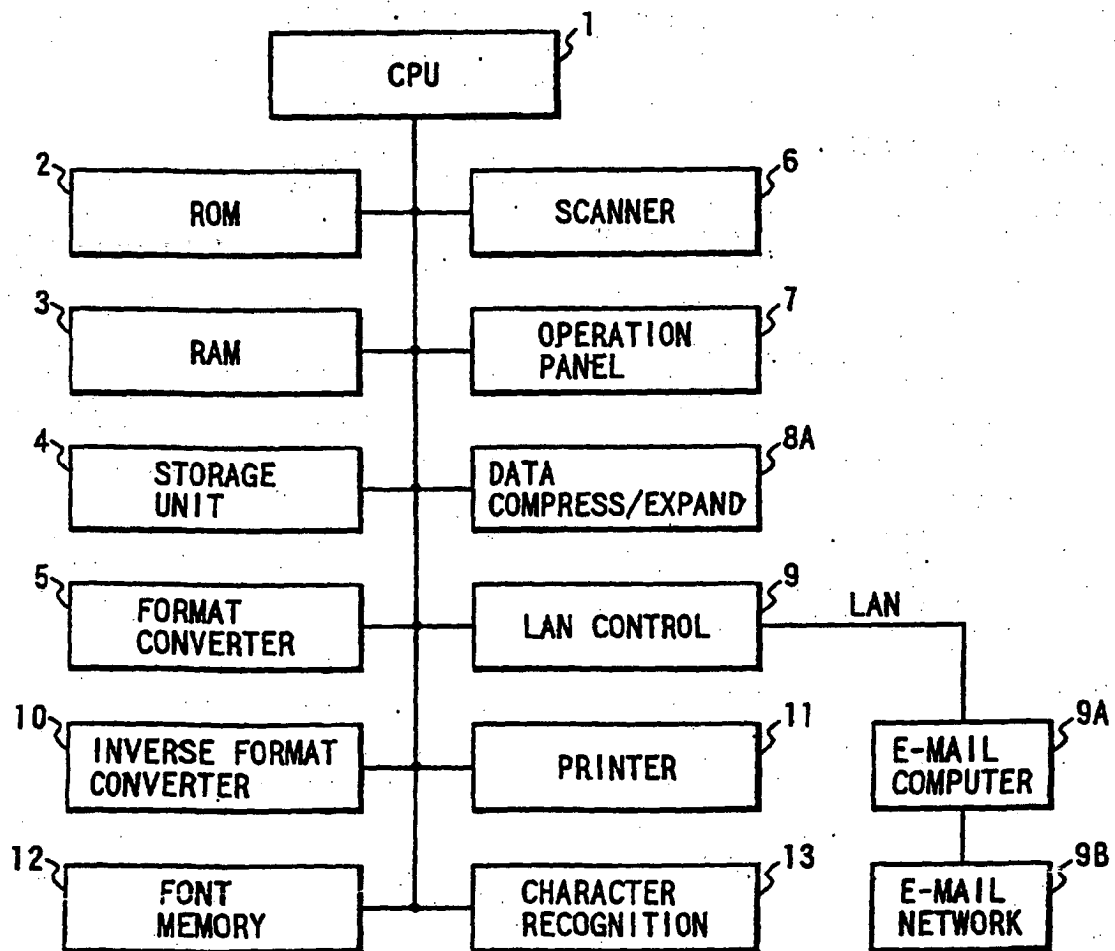 1
CPU
2
ROM
6
SCANNER
3
RAM
7
OPERATION
PANEL
4
STORAGE
UNIT
8A
DATA
COMPRESS/EXPAND
5
FORMAT
CONVERTER
9
LAN CONTROL
LAN
10
INVERSE FORMAT
CONVERTER
11
PRINTER
9A
E-MAIL
COMPUTER
12
FONT
MEMORY
13
CHARACTER
RECOGNITION
9B
E-MAIL
NETWORK